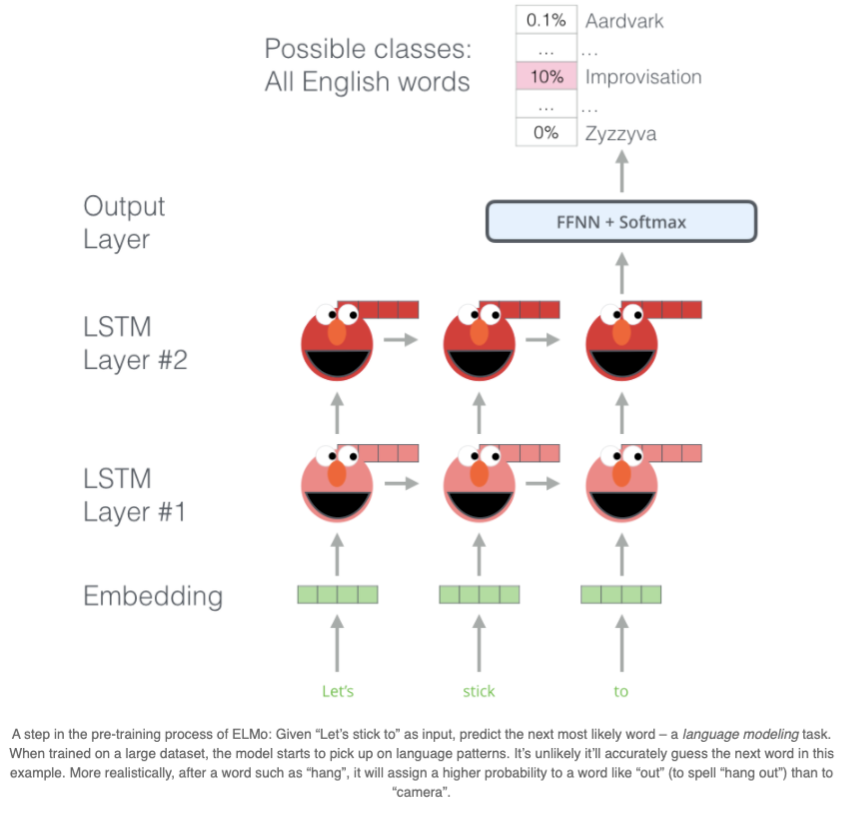 Possible classes:
All English words
0.1% Aardvark
... ...
10% Improvisation
... ...
0% Zyzzyva
Output
Layer
FFNN + Softmax
LSTM
Layer #2
LSTM
Layer #1
Embedding
Let's stick to
A step in the pre-training process of ELMo: Given “Let’s stick to” as input, predict the next most likely word – a language modeling task.
When trained on a large dataset, the model starts to pick up on language patterns. It’s unlikely it’ll accurately guess the next word in this
example. More realistically, after a word such as “hang”, it will assign a higher probability to a word like “out” (to spell “hang out”) than to
“camera”.